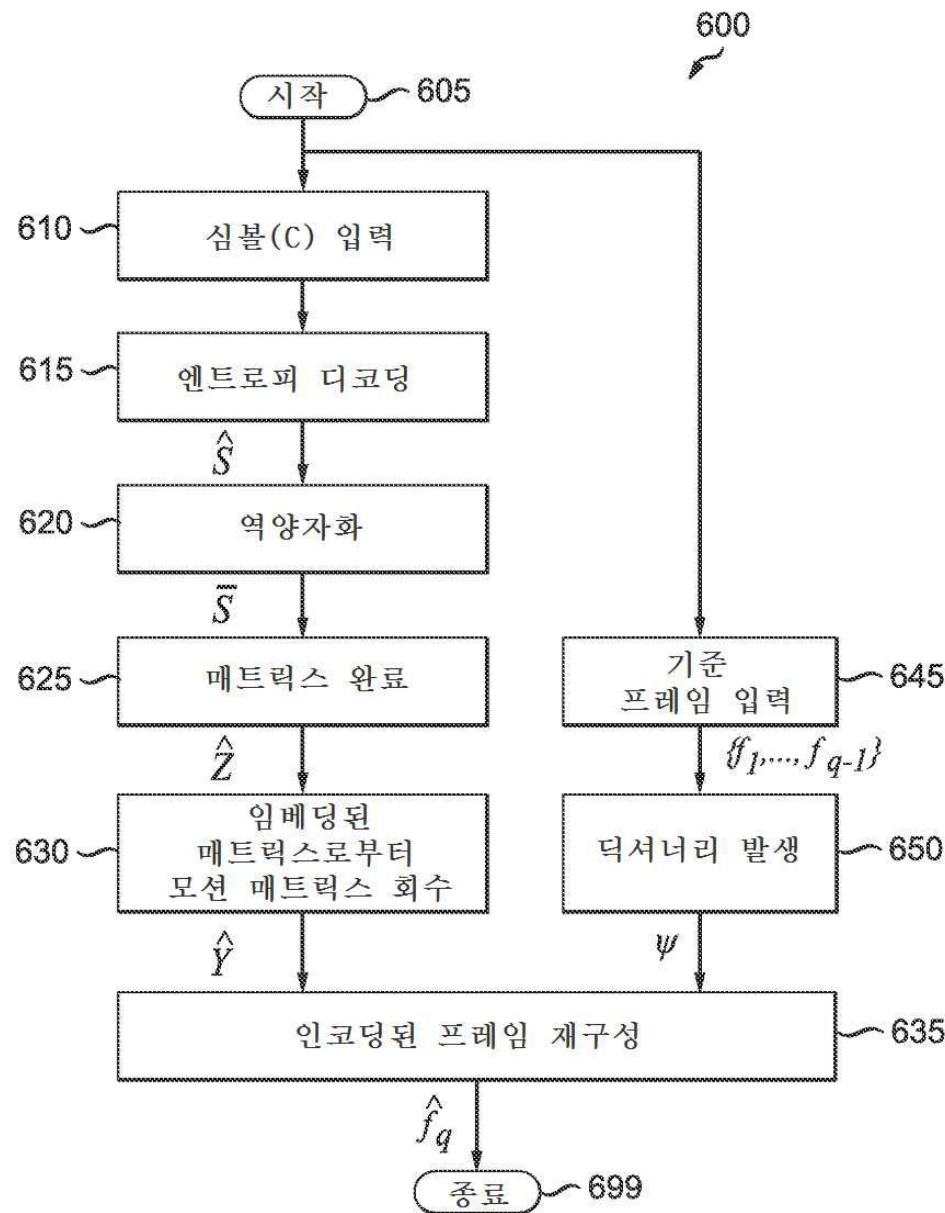 600
시작 605
610 심볼(C) 입력
615 엔트로피 디코딩
Ŝ
620 역양자화
S̅
625 매트릭스 완료
Ẑ
630 임베딩된
매트릭스로부터
모션 매트릭스 회수
Ŷ
기준
프레임 입력 645
{f₁,..., f_q-1}
딕셔너리 발생 650
ψ
인코딩된 프레임 재구성 635
f̂_q
종료 699